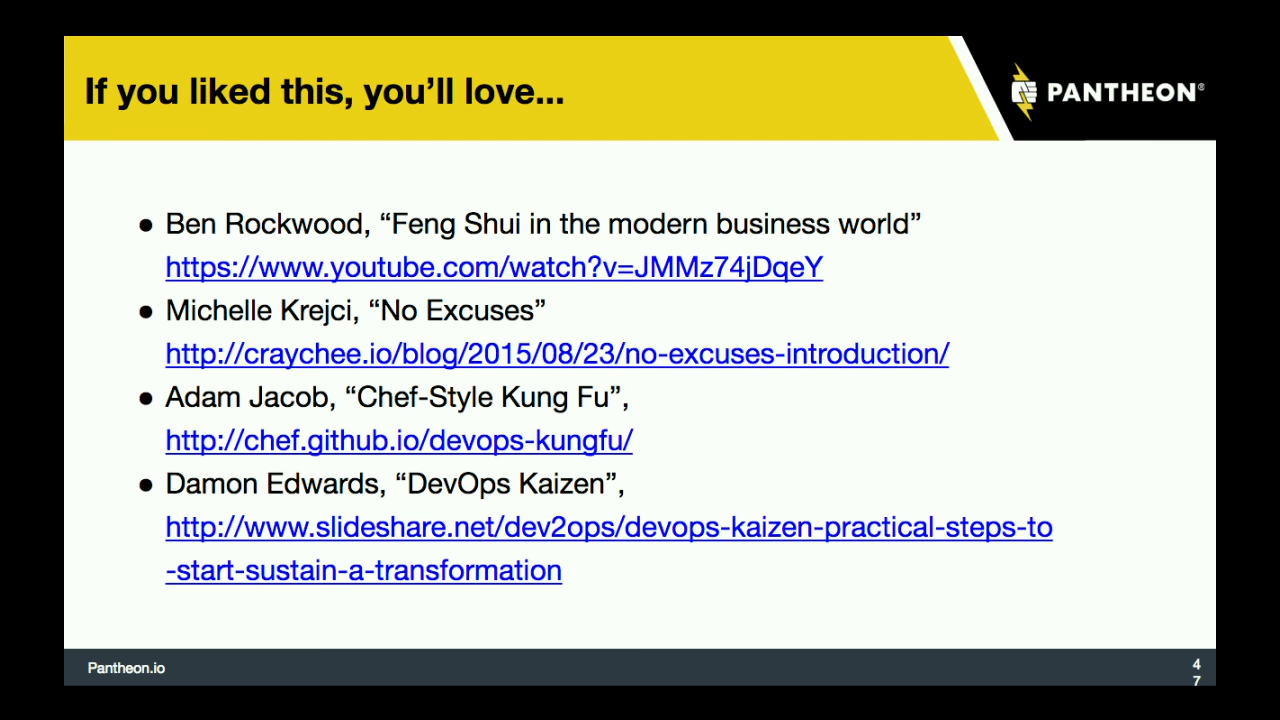 If you liked this, you’ll love...
PANTHEON®
● Ben Rockwood, “Feng Shui in the modern business world”
https://www.youtube.com/watch?v=JMMz74jDqeY
● Michelle Krejci, “No Excuses”
http://craychee.io/blog/2015/08/23/no-excuses-introduction/
● Adam Jacob, “Chef-Style Kung Fu”,
http://chef.github.io/devops-kungfu/
● Damon Edwards, “DevOps Kaizen”,
http://www.slideshare.net/dev2ops/devops-kaizen-practical-steps-to
-start-sustain-a-transformation
Pantheon.io
4
7